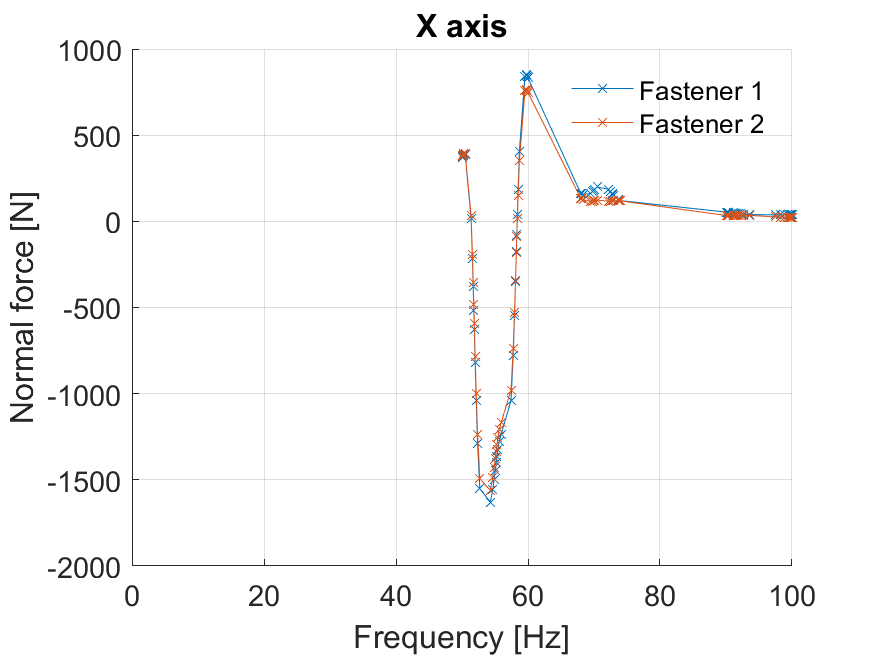 X axis
1000
500
0
-500
-1000
-1500
-2000
Normal force [N]
Fastener 1
Fastener 2
0 20 40 60 80 100
Frequency [Hz]